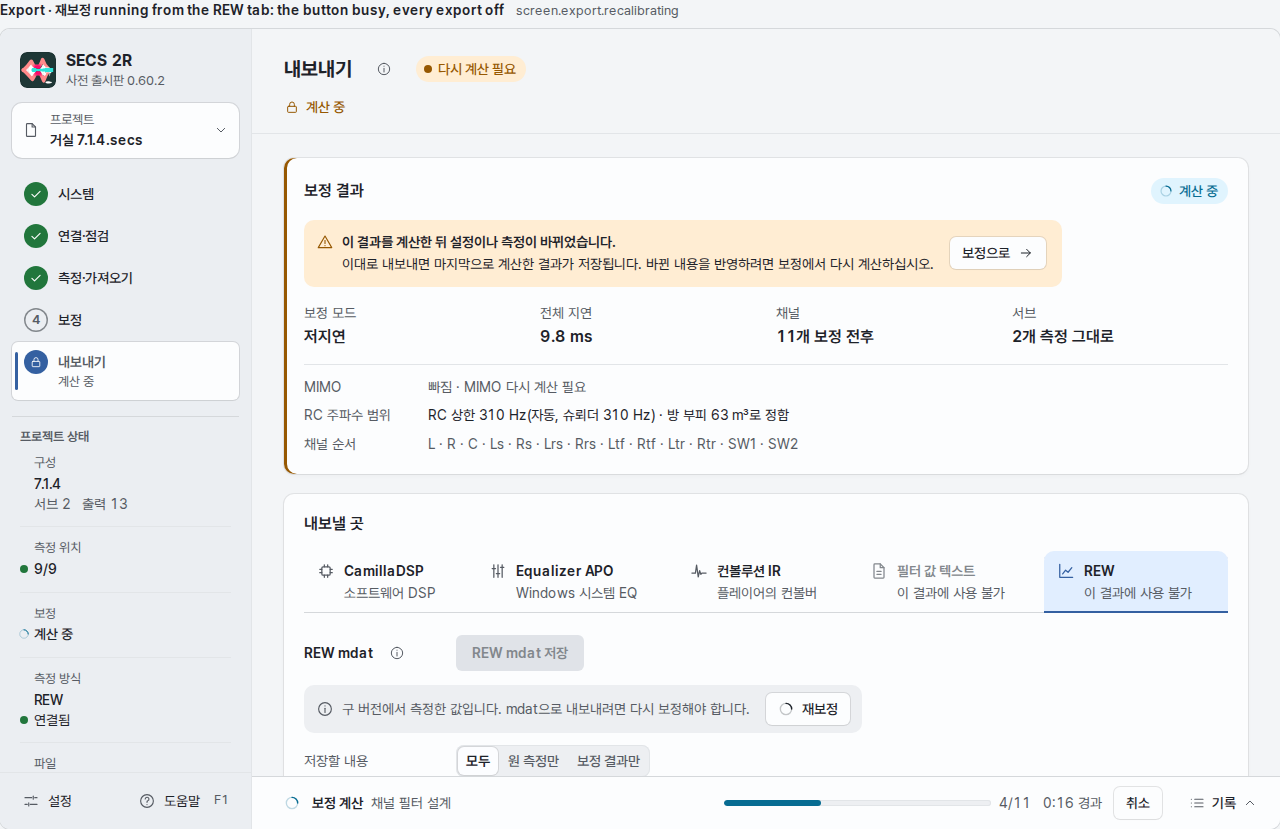 Export · 재보정 running from the REW tab: the button busy, every export off screen.export.recalibrating
SECS 2R
사전 출시판 0.60.2
프로젝트
거실 7.1.4.secs
시스템
연결·점검
측정·가져오기
4 보정
내보내기
계산 중
프로젝트 상태
구성
7.1.4
서브 2 출력 13
측정 위치
9/9
보정
계산 중
측정 방식
REW
연결됨
파일
설정 도움말 F1
내보내기 다시 계산 필요
계산 중
보정 결과 계산 중
이 결과를 계산한 뒤 설정이나 측정이 바뀌었습니다.
이대로 내보내면 마지막으로 계산한 결과가 저장됩니다. 바뀐 내용을 반영하려면 보정에서 다시 계산하십시오. 보정으로
보정 모드 전체 지연 채널 서브
저지연 9.8 ms 11개 보정 전후 2개 측정 그대로
MIMO 빠짐 · MIMO 다시 계산 필요
RC 주파수 범위 RC 상한 310 Hz(자동, 슈뢰더 310 Hz) · 방 부피 63 m³로 정함
채널 순서 L · R · C · Ls · Rs · Lrs · Rrs · Ltf · Rtf · Ltr · Rtr · SW1 · SW2
내보낼 곳
CamillaDSP Equalizer APO 컨볼루션 IR 필터 값 텍스트 REW
소프트웨어 DSP Windows 시스템 EQ 플레이어의 컨볼버 이 결과에 사용 불가 이 결과에 사용 불가
REW mdat REW mdat 저장
구 버전에서 측정한 값입니다. mdat으로 내보내려면 다시 보정해야 합니다. 재보정
저장할 내용 모두 원 측정만 보정 결과만
보정 계산 채널 필터 설계 4/11 0:16 경과 취소 기록